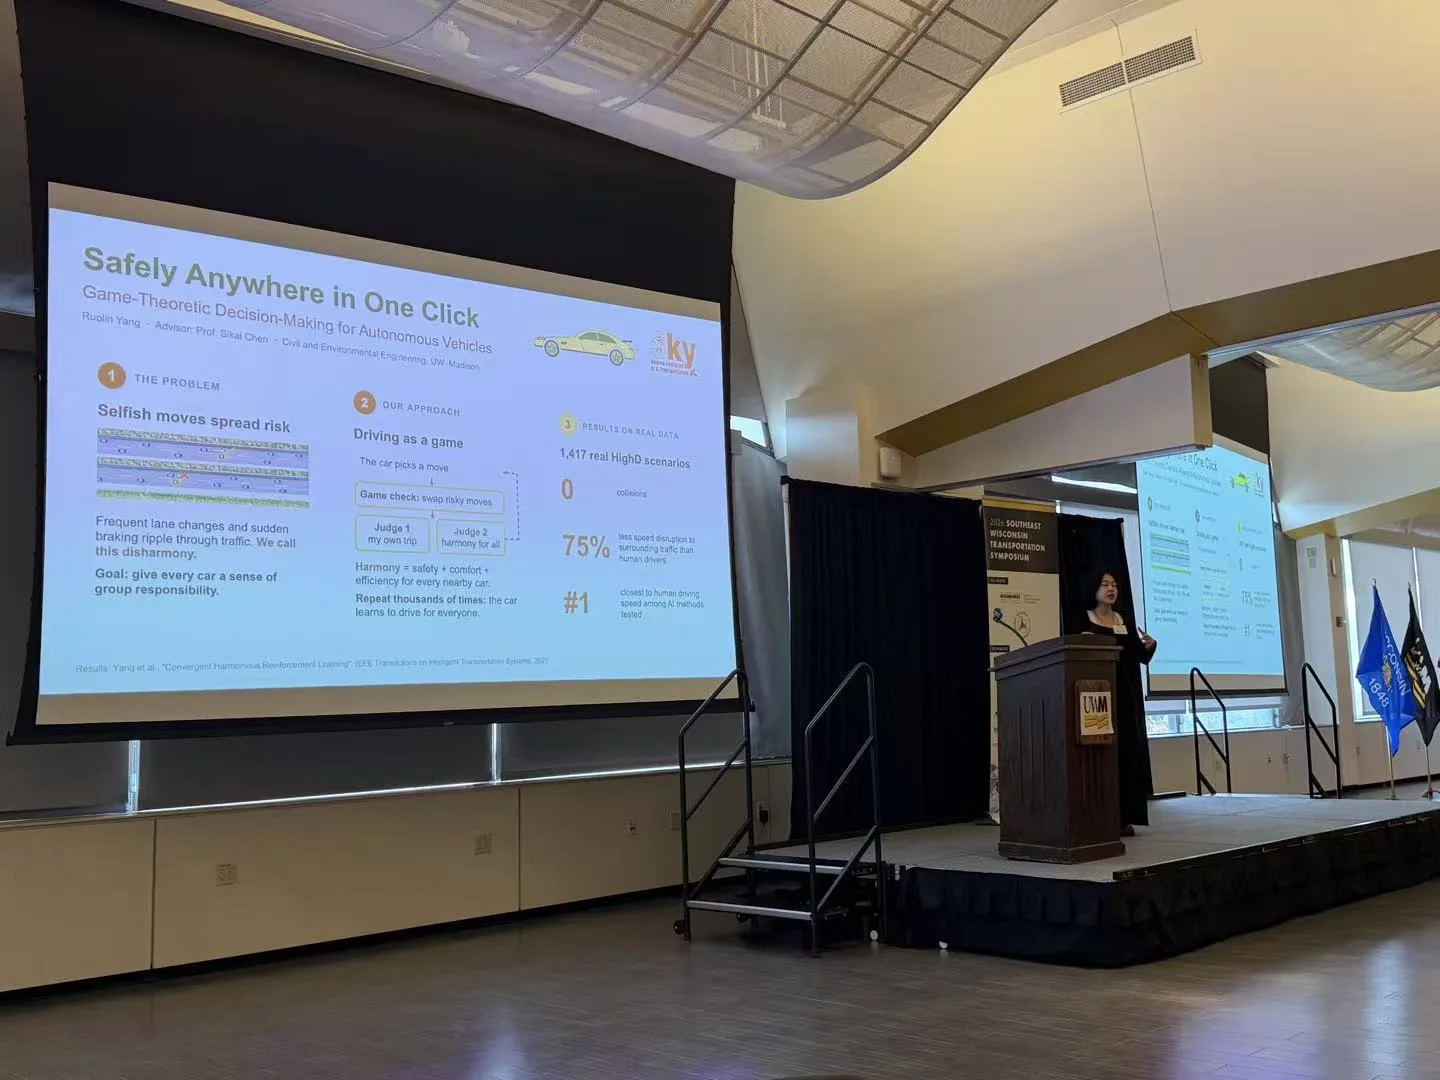 Safely Anywhere in One Click
Game-Theoretic Decision-Making for Autonomous Vehicles
Ruolin Yang · Advisor: Prof. Sikai Chen · Civil and Environmental Engineering, UW-Madison
ky
1 THE PROBLEM
Selfish moves spread risk
Frequent lane changes and sudden
braking ripple through traffic. We call
this disharmony.
Goal: give every car a sense of
group responsibility.
2 OUR APPROACH
Driving as a game
The car picks a move
Game check: swap risky moves
Judge 1
my own trip
Judge 2
harmony for all
Harmony = safety + comfort +
efficiency for every nearby car.
Repeat thousands of times: the car
learns to drive for everyone.
3 RESULTS ON REAL DATA
1,417 real HighD scenarios
0 collisions
75% less speed disruption to
surrounding traffic than
human drivers
#1 closest to human driving
speed among AI methods
tested
Results: Yang et al., "Convergent Harmonious Reinforcement Learning", IEEE Transactions on Intelligent Transportation Systems, 2025
2026 SOUTHEAST
WISCONSIN
TRANSPORTATION
SYMPOSIUM
UWM
WISCONSIN
1848